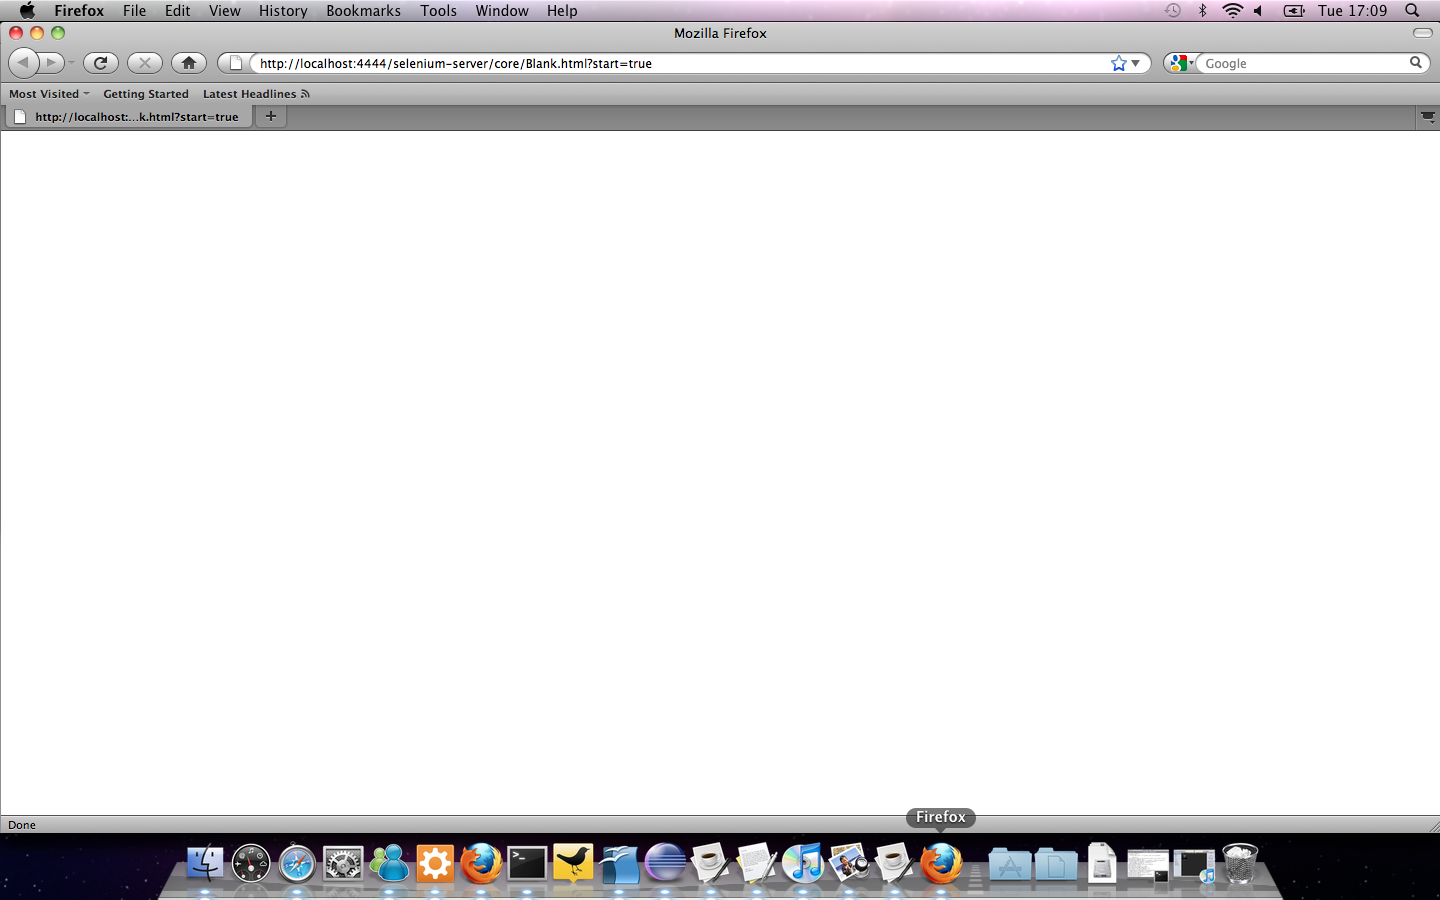 Firefox File Edit View History Bookmarks Tools Window Help Tue 17:09
Mozilla Firefox
http://localhost:4444/selenium-server/core/Blank.html?start=true Google
Most Visited Getting Started Latest Headlines
http://localhost:...k.html?start=true +
Done
Firefox